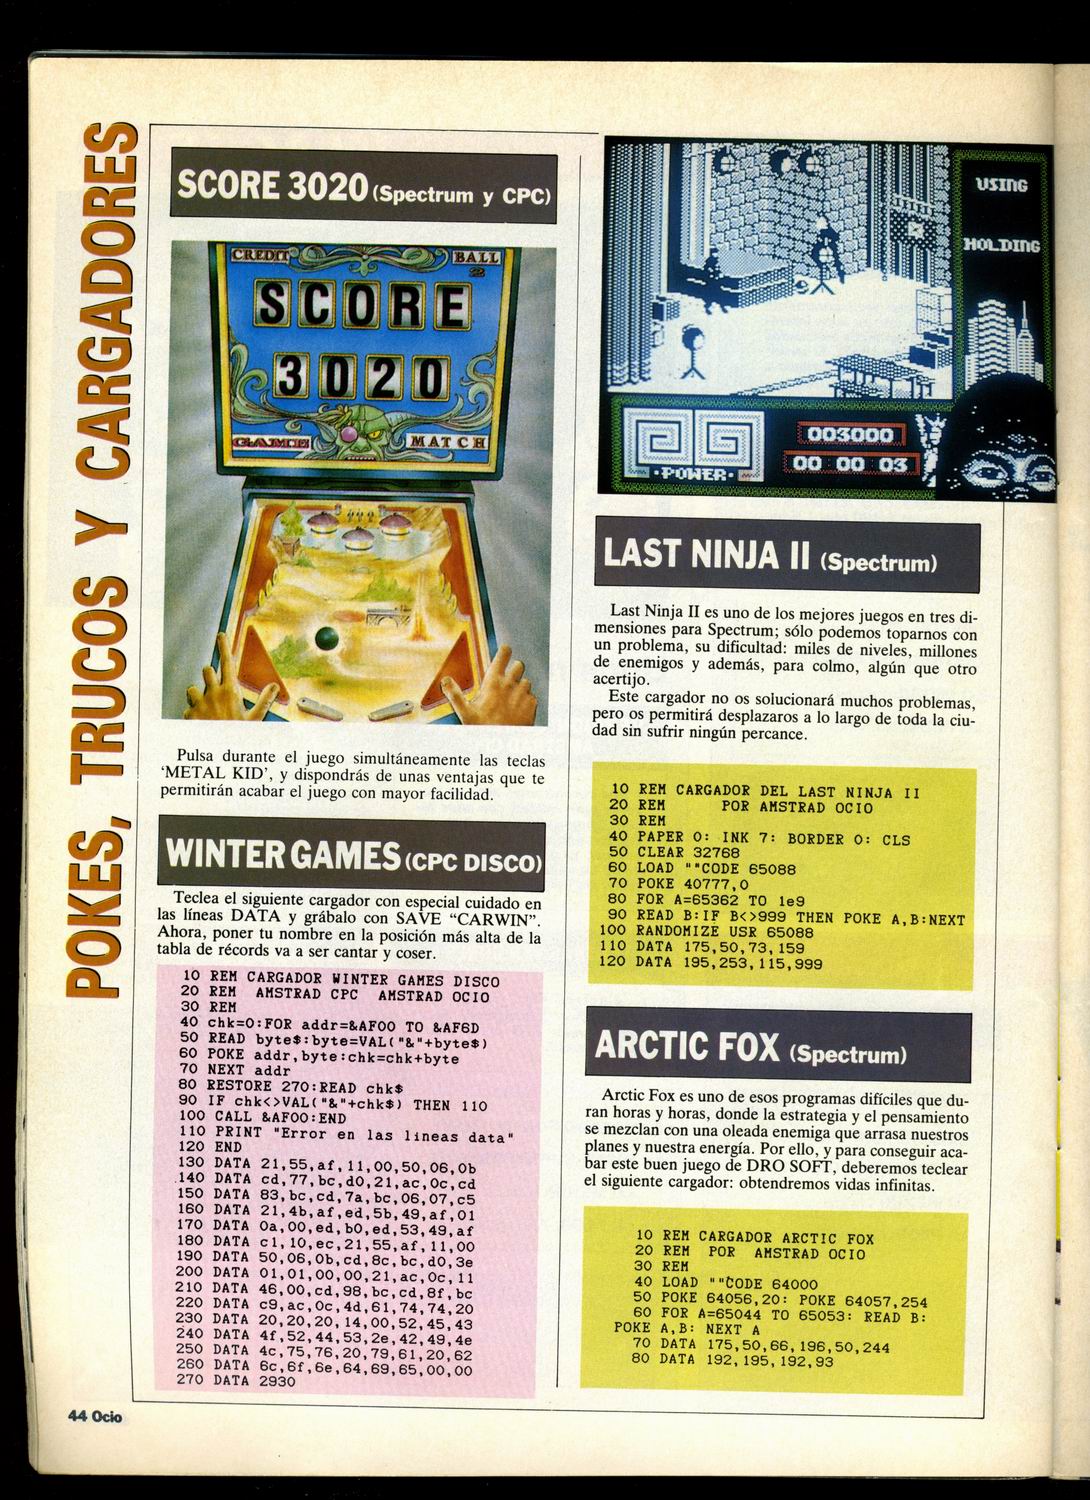 POKES, TRUCOS Y CARGADORES
SCORE 3020 (Spectrum y CPC)
CREDIT BALL
2
SCORE
3020
GAME MATCH
Pulsa durante el juego simultáneamente las teclas
‘METAL KID’, y dispondrás de unas ventajas que te
permitirán acabar el juego con mayor facilidad.
WINTER GAMES (CPC DISCO)
Teclea el siguiente cargador con especial cuidado en
las líneas DATA y grábalo con SAVE “CARWIN”.
Ahora, poner tu nombre en la posición más alta de la
tabla de récords va a ser cantar y coser.
10 REM CARGADOR WINTER GAMES DISCO
20 REM AMSTRAD CPC AMSTRAD OCIO
30 REM
40 chk=0:FOR addr=&AF00 TO &AF6D
50 READ byte$:byte=VAL("&"+byte$)
60 POKE addr,byte:chk=chk+byte
70 NEXT addr
80 RESTORE 270:READ chk$
90 IF chk<>VAL("&"+chk$) THEN 110
100 CALL &AF00:END
110 PRINT "Error en las lineas data"
120 END
130 DATA 21,55,af,11,00,50,06,0b
140 DATA cd,77,bc,d0,21,ac,0c,cd
150 DATA 83,bc,cd,7a,bc,06,07,c5
160 DATA 21,4b,af,ed,5b,49,af,01
170 DATA 0a,00,ed,b0,ed,53,49,af
180 DATA c1,10,ec,21,55,af,11,00
190 DATA 50,06,0b,cd,8c,bc,d0,3e
200 DATA 01,01,00,00,21,ac,0c,11
210 DATA 46,00,cd,98,bc,cd,8f,bc
220 DATA c9,ac,0c,4d,61,74,74,20
230 DATA 20,20,20,14,00,52,45,43
240 DATA 4f,52,44,53,2e,42,49,4e
250 DATA 4c,75,76,20,79,61,20,62
260 DATA 6c,6f,6e,64,69,65,00,00
270 DATA 2930
USING
HOLDING
POWER
003000
00 00 03
LAST NINJA II (Spectrum)
Last Ninja II es uno de los mejores juegos en tres di-
mensiones para Spectrum; sólo podemos toparnos con
un problema, su dificultad: miles de niveles, millones
de enemigos y además, para colmo, algún que otro
acertijo.
Este cargador no os solucionará muchos problemas,
pero os permitirá desplazaros a lo largo de toda la ciu-
dad sin sufrir ningún percance.
10 REM CARGADOR DEL LAST NINJA II
20 REM POR AMSTRAD OCIO
30 REM
40 PAPER 0: INK 7: BORDER 0: CLS
50 CLEAR 32768
60 LOAD ""CODE 65088
70 POKE 40777,0
80 FOR A=65362 TO 1e9
90 READ B:IF B<>999 THEN POKE A,B:NEXT
100 RANDOMIZE USR 65088
110 DATA 175,50,73,159
120 DATA 195,253,115,999
ARCTIC FOX (Spectrum)
Arctic Fox es uno de esos programas difíciles que du-
ran horas y horas, donde la estrategia y el pensamiento
se mezclan con una oleada enemiga que arrasa nuestros
planes y nuestra energía. Por ello, y para conseguir aca-
bar este buen juego de DRO SOFT, deberemos teclear
el siguiente cargador: obtendremos vidas infinitas.
10 REM CARGADOR ARCTIC FOX
20 REM POR AMSTRAD OCIO
30 REM
40 LOAD ""CODE 64000
50 POKE 64056,20: POKE 64057,254
60 FOR A=65044 TO 65053: READ B:
POKE A,B: NEXT A
70 DATA 175,50,66,196,50,244
80 DATA 192,195,192,93
44 Ocio